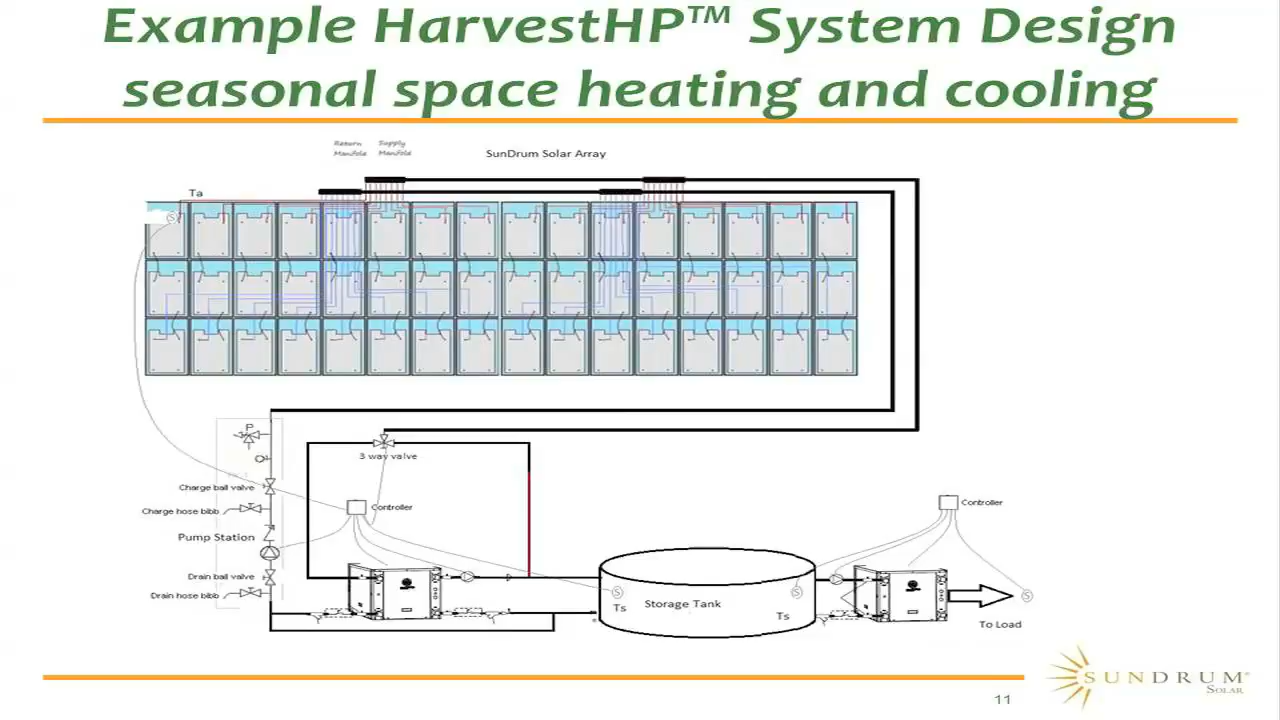 Example HarvestHP™ System Design
seasonal space heating and cooling
Return Manifold
Supply Manifold
SunDrum Solar Array
Ta
S
P
3 way valve
Charge ball valve
Charge hose bibb
Controller
Controller
Pump Station
Drain ball valve
Drain hose bibb
S
Ts
Storage Tank
S
Ts
S
To Load
SUNDRUM®
SOLAR
11